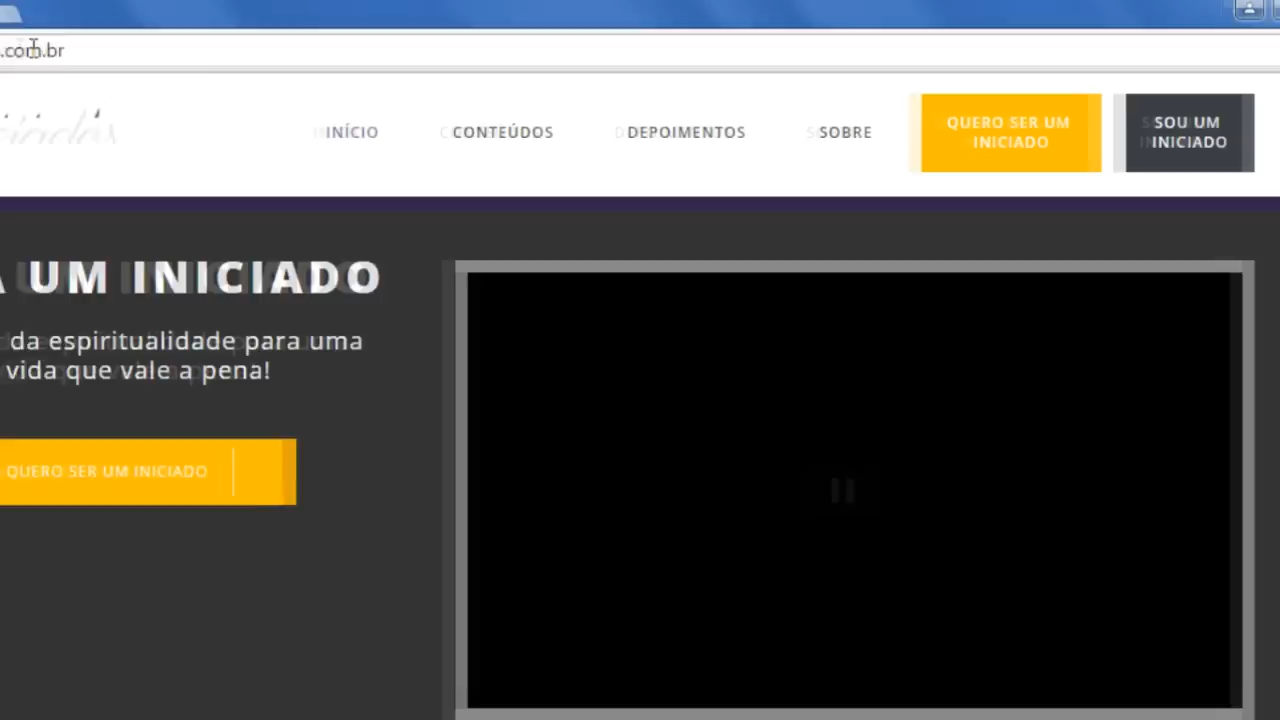 .com.br
INÍCIO
CONTEÚDOS
DEPOIMENTOS
SOBRE
QUERO SER UM
INICIADO
SOU UM
INICIADO
UM INICIADO
da espiritualidade para uma
vida que vale a pena!
QUERO SER UM INICIADO